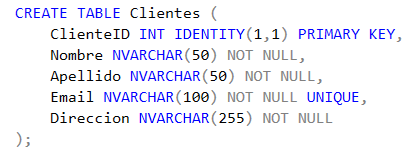 CREATE TABLE Clientes (
    ClienteID INT IDENTITY(1,1) PRIMARY KEY,
    Nombre NVARCHAR(50) NOT NULL,
    Apellido NVARCHAR(50) NOT NULL,
    Email NVARCHAR(100) NOT NULL UNIQUE,
    Direccion NVARCHAR(255) NOT NULL
);